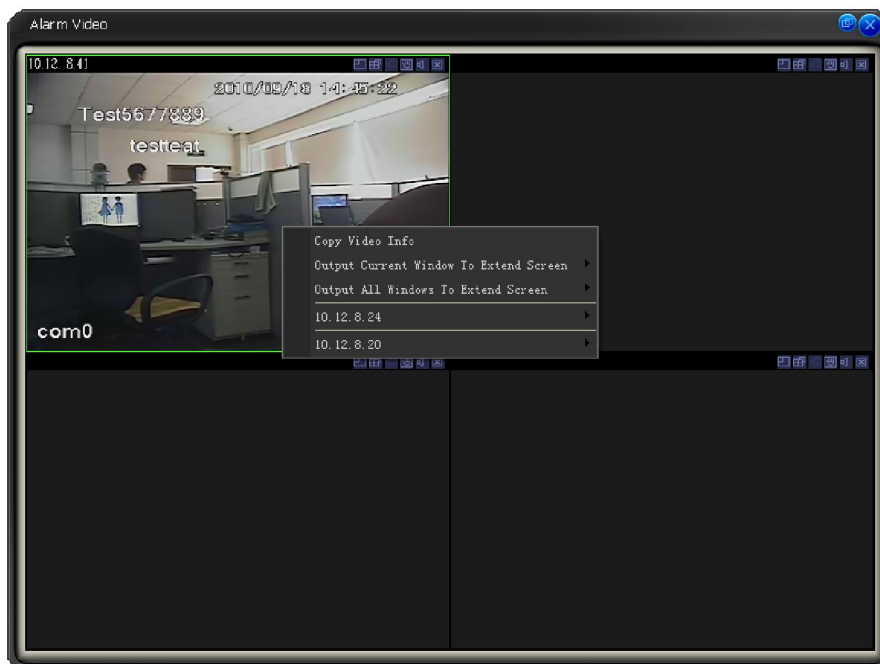 Alarm Video
10.12. 8.41
2010/09/18 14:45:22
Test5677889
testteat
Copy Video Info
Output Current Window To Extend Screen
Output All Windows To Extend Screen
10.12.8.24
10.12.8.20
com0